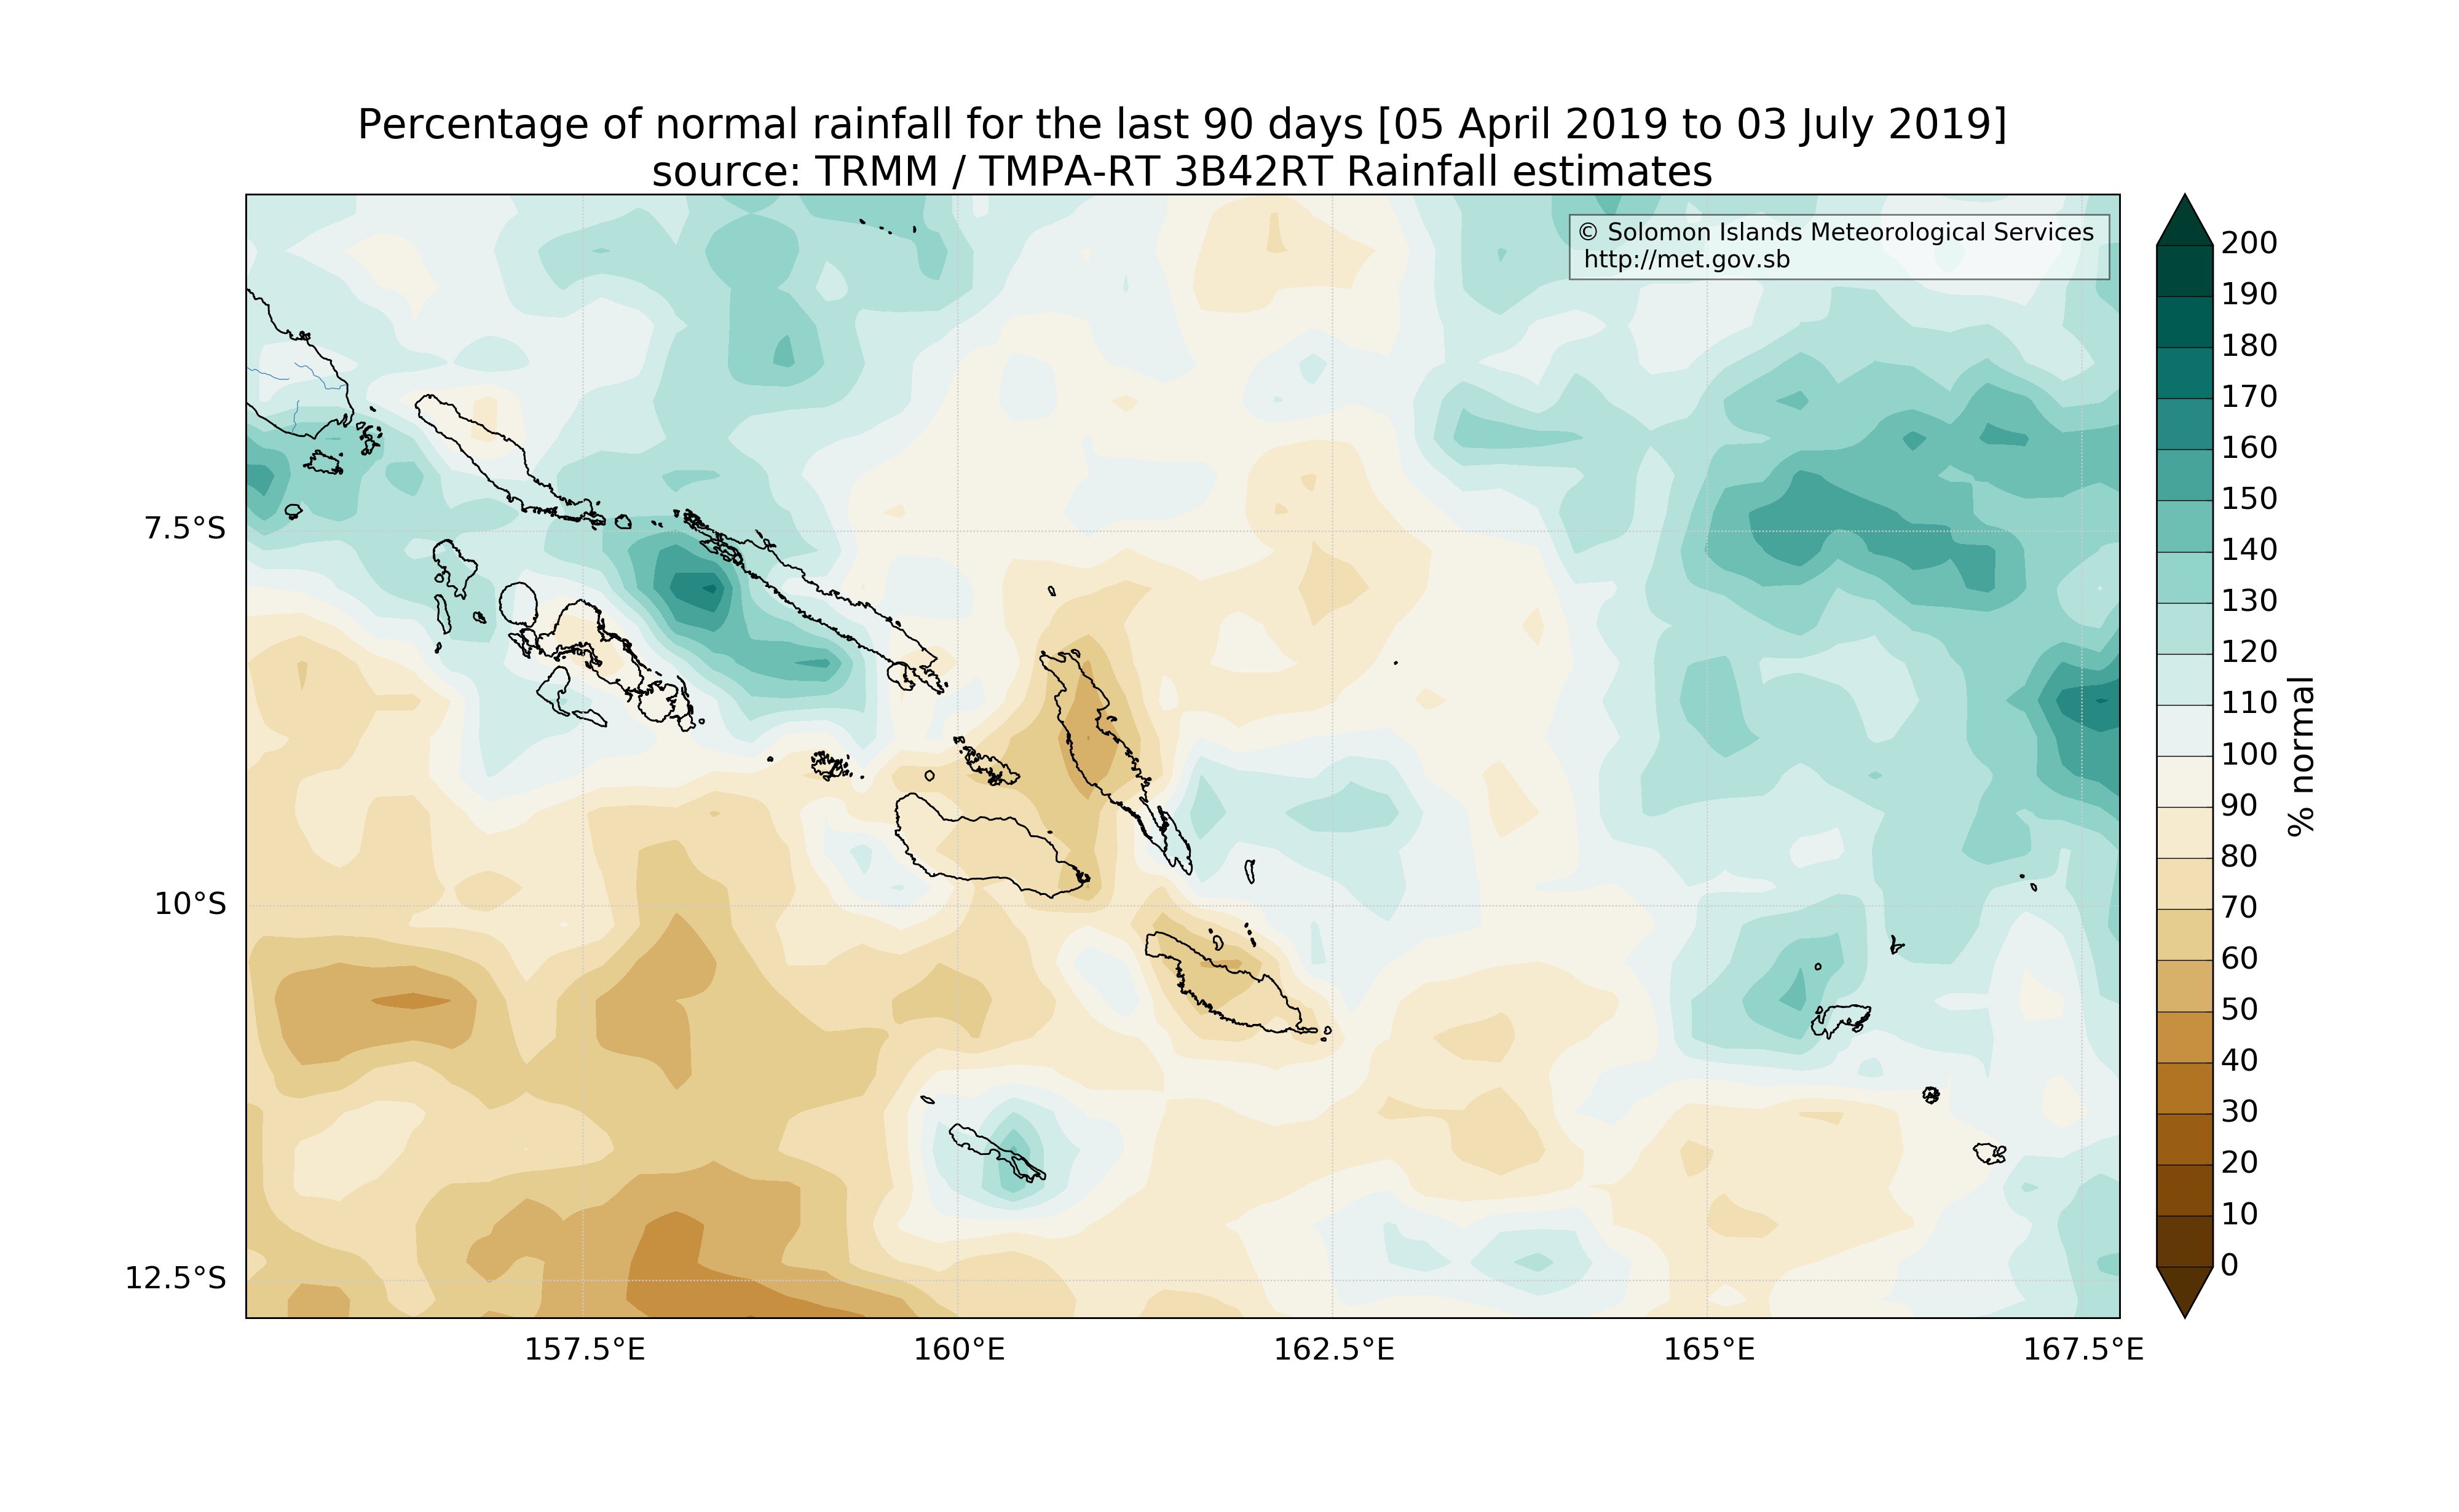 Percentage of normal rainfall for the last 90 days [05 April 2019 to 03 July 2019]
source: TRMM / TMPA-RT 3B42RT Rainfall estimates
© Solomon Islands Meteorological Services
http://met.gov.sb
7.5°S
10°S
12.5°S
157.5°E
160°E
162.5°E
165°E
167.5°E
200
190
180
170
160
150
140
130
120
110
100
90
80
70
60
50
40
30
20
10
0
% normal